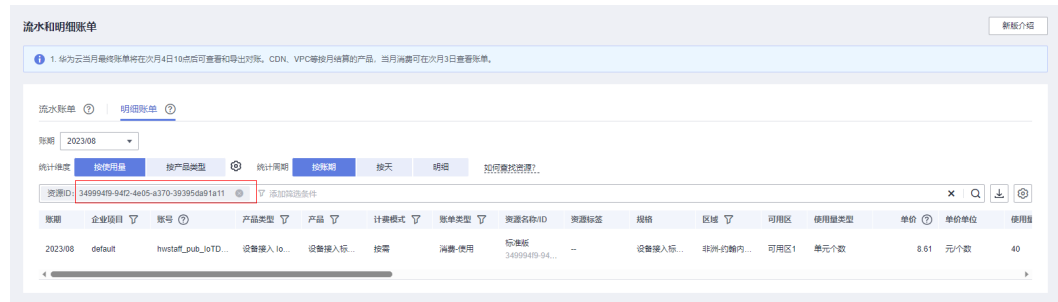 流水和明细账单
新版介绍
1. 华为云当月最终账单将在次月4日10点后可查看和导出对账。CDN、VPC等按月结算的产品，当月消费可在次月3日查看账单。
流水账单 明细账单
账期 2023/08
统计维度 按使用量 按产品类型 统计周期 按账期 按天 明细 如何查找资源?
资源ID: 349994f9-94f2-4e05-a370-39395da91a11 添加筛选条件
账期 企业项目 账号 产品类型 产品 计费模式 账单类型 资源名称/ID 资源标签 规格 区域 可用区 使用量类型 单价 单价单位 使用量
2023/08 default hwstaff_pub_IoTD... 设备接入 Io... 设备接入标... 按需 消费-使用 标准版 -- 设备接入标... 非洲-约翰内... 可用区1 单元个数 8.61 元/个数 40
349994f9-94...